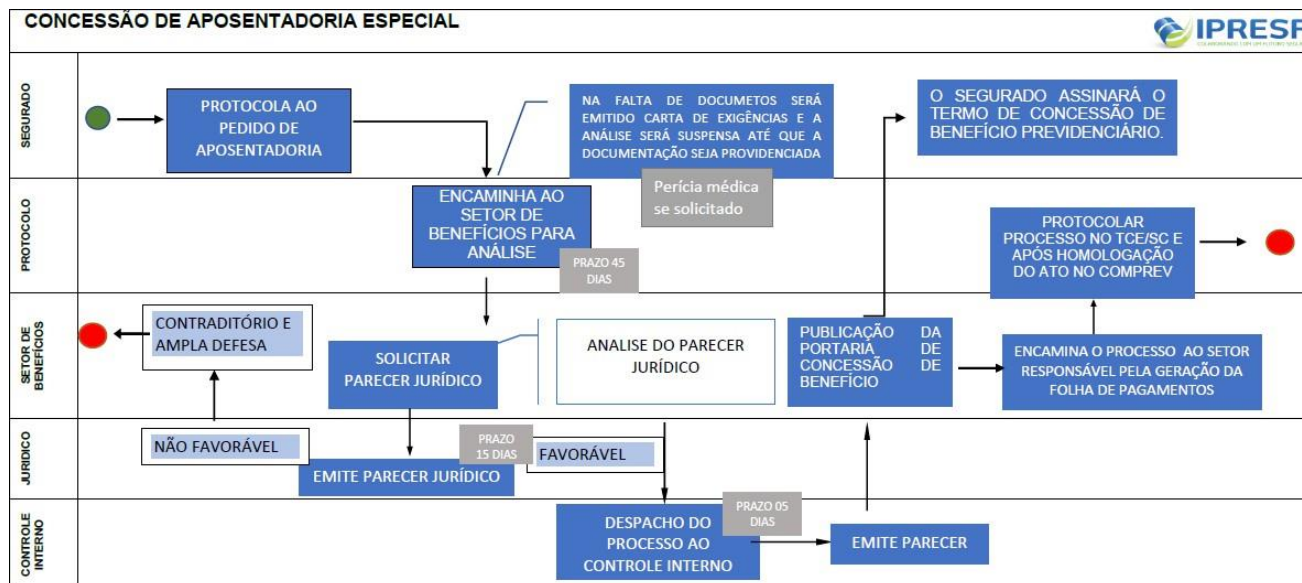 CONCESSÃO DE APOSENTADORIA ESPECIAL
IPRESF
SEGURADO
PROTOCOLA AO
PEDIDO DE
APOSENTADORIA
NA FALTA DE DOCUMETOS SERÁ
EMITIDO CARTA DE EXIGÊNCIAS E A
ANÁLISE SERÁ SUSPENSA ATÉ QUE A
DOCUMENTAÇÃO SEJA PROVIDENCIADA
O SEGURADO ASSINARÁ O
TERMO DE CONCESSÃO DE
BENEFÍCIO PREVIDENCIÁRIO.
PROTOCOLO
ENCAMINHA AO
SETOR DE
BENEFÍCIOS PARA
ANÁLISE
Perícia médica
se solicitado
PRAZO 45
DIAS
PROTOCOLAR
PROCESSO NO TCE/SC E
APÓS HOMOLOGAÇÃO
DO ATO NO COMPREV
SETOR DE
BENEFÍCIOS
CONTRADITÓRIO E
AMPLA DEFESA
SOLICITAR
PARECER JURÍDICO
ANALISE DO PARECER
JURÍDICO
PUBLICAÇÃO DA
PORTARIA DE
CONCESSÃO DE
BENEFÍCIO
ENCAMINA O PROCESSO AO SETOR
RESPONSÁVEL PELA GERAÇÃO DA
FOLHA DE PAGAMENTOS
JURIDICO
NÃO FAVORÁVEL
EMITE PARECER JURÍDICO
PRAZO
15 DIAS
FAVORÁVEL
CONTROLE
INTERNO
DESPACHO DO
PROCESSO AO
CONTROLE INTERNO
PRAZO 05
DIAS
EMITE PARECER